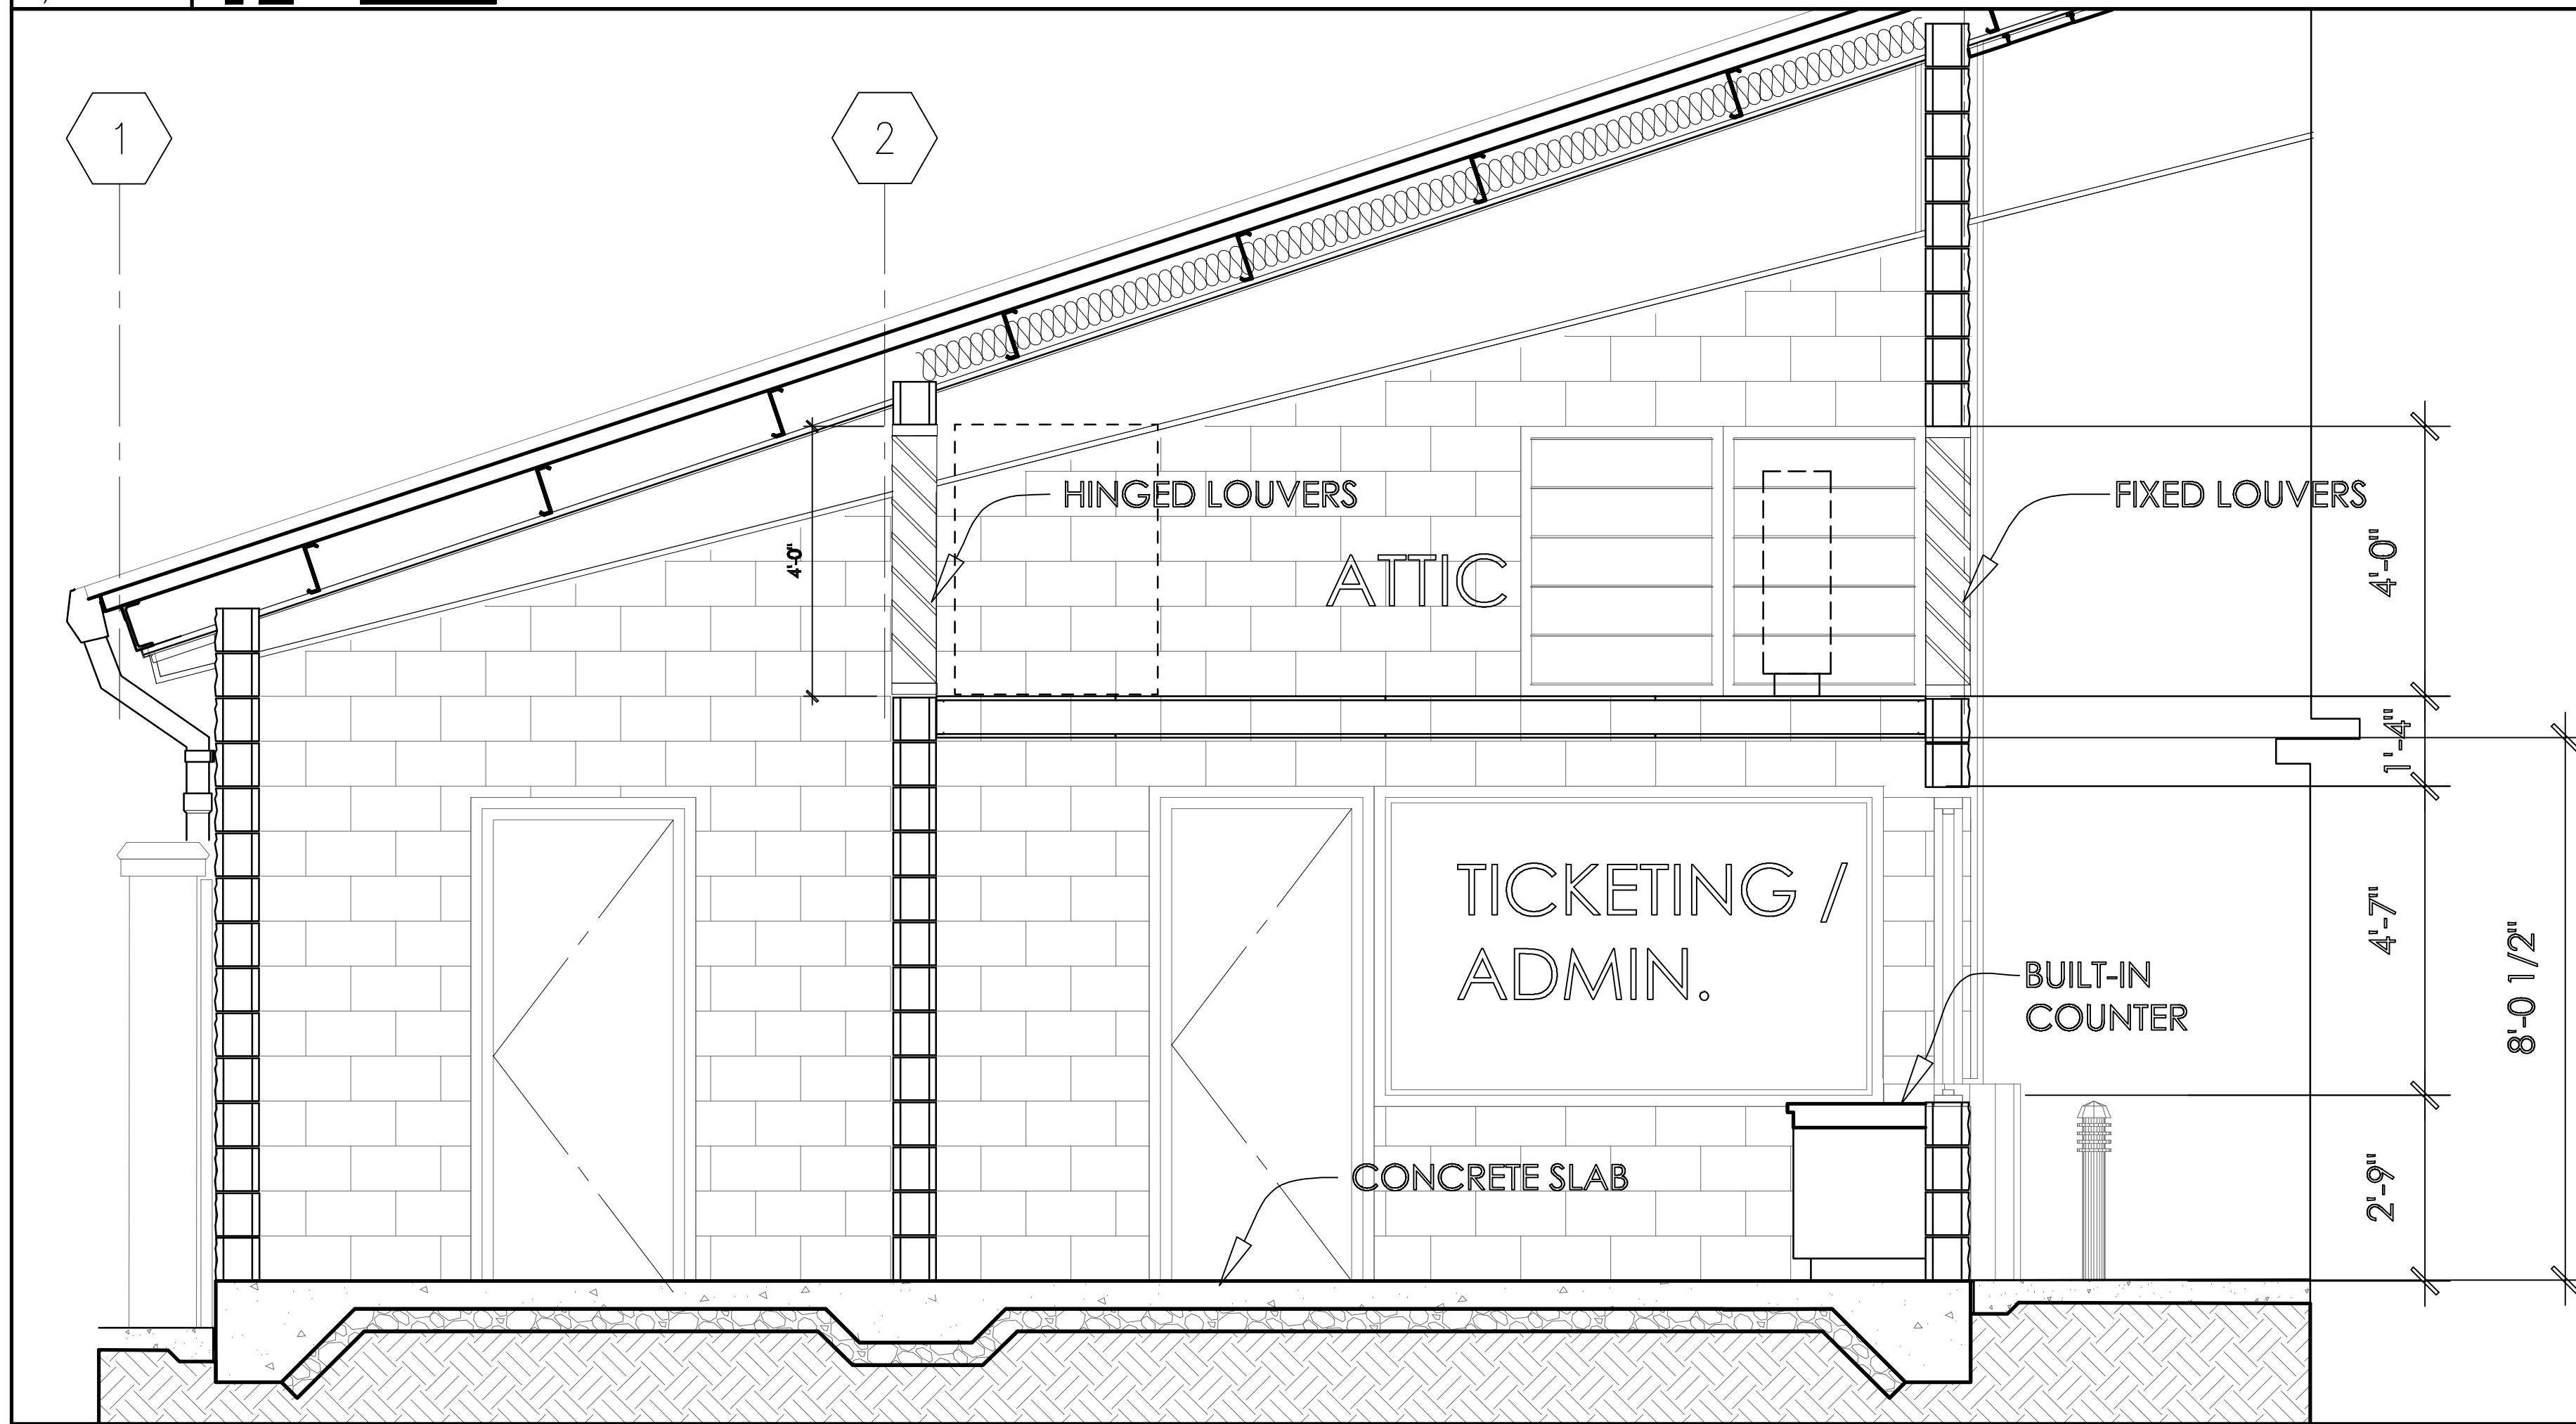 1
2
HINGED LOUVERS
FIXED LOUVERS
4'-0"
4'-0"
ATTIC
1'-4"
TICKETING /
ADMIN.
4'-7"
8'-0 1/2"
BUILT-IN
COUNTER
CONCRETE SLAB
2'-9"